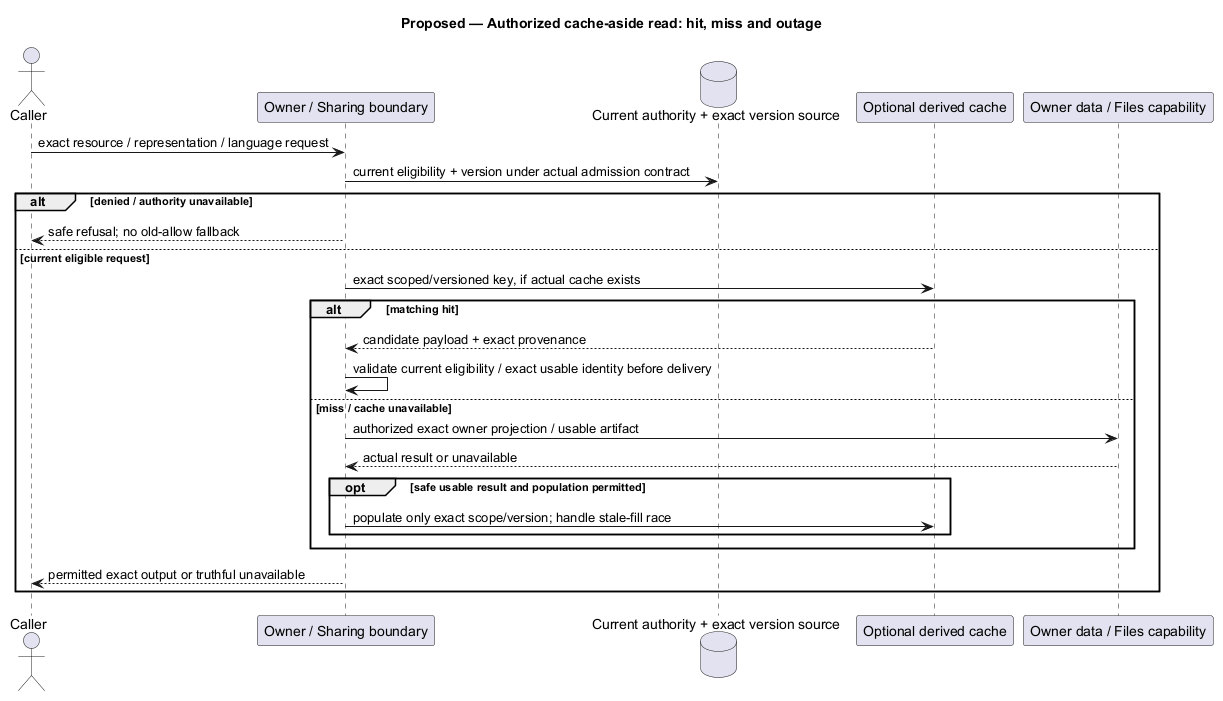 Proposed — Authorized cache-aside read: hit, miss and outage
Caller
Owner / Sharing boundary
Current authority + exact version source
Optional derived cache
Owner data / Files capability
exact resource / representation / language request
current eligibility + version under actual admission contract
alt [denied / authority unavailable]
safe refusal; no old-allow fallback
[current eligible request]
exact scoped/versioned key, if actual cache exists
alt [matching hit]
candidate payload + exact provenance
validate current eligibility / exact usable identity before delivery
[miss / cache unavailable]
authorized exact owner projection / usable artifact
actual result or unavailable
opt [safe usable result and population permitted]
populate only exact scope/version; handle stale-fill race
permitted exact output or truthful unavailable
Caller
Owner / Sharing boundary
Current authority + exact version source
Optional derived cache
Owner data / Files capability